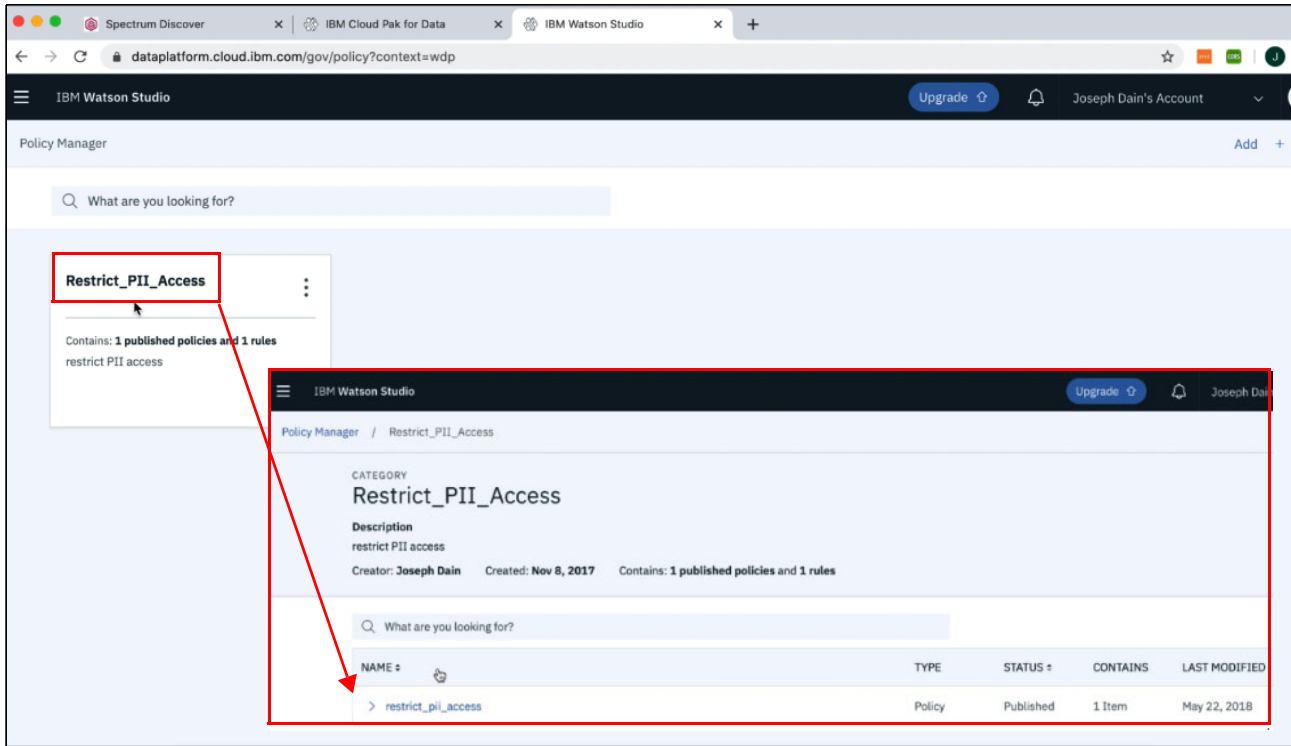 Spectrum Discover
IBM Cloud Pak for Data
IBM Watson Studio
dataplatform.cloud.ibm.com/gov/policy?context=wdp
CORS
J
IBM Watson Studio
Upgrade
Joseph Dain's Account
Policy Manager
Add +
What are you looking for?
Restrict_PII_Access
Contains: 1 published policies and 1 rules
restrict PII access
IBM Watson Studio
Upgrade
Joseph Dain
Policy Manager / Restrict_PII_Access
CATEGORY
Restrict_PII_Access
Description
restrict PII access
Creator: Joseph Dain Created: Nov 8, 2017 Contains: 1 published policies and 1 rules
What are you looking for?
NAME TYPE STATUS CONTAINS LAST MODIFIED
restrict_pii_access Policy Published 1 Item May 22, 2018